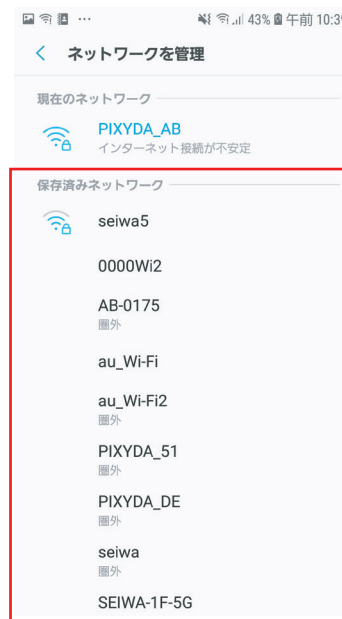 43% 午前 10:39
ネットワークを管理
現在のネットワーク
PIXYDA_AB
インターネット接続が不安定
保存済みネットワーク
seiwa5
0000Wi2
AB-0175
圏外
au_Wi-Fi
au_Wi-Fi2
圏外
PIXYDA_51
圏外
PIXYDA_DE
圏外
seiwa
圏外
SEIWA-1F-5G